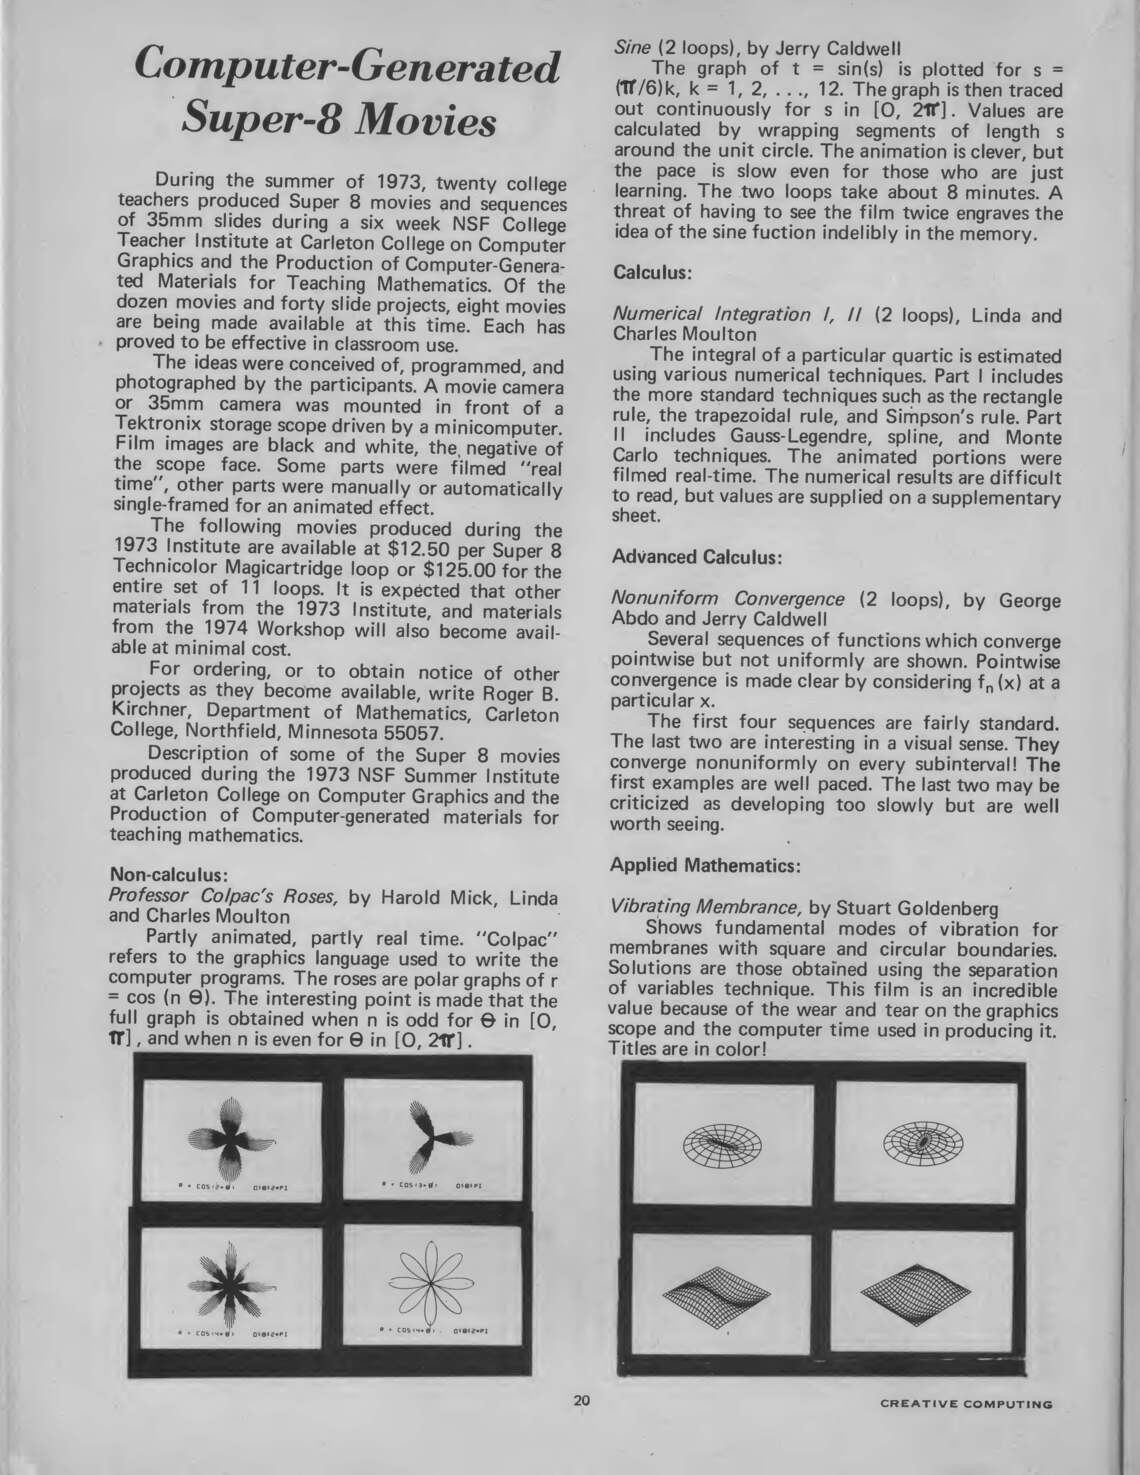 Computer-Generated
Super-8 Movies
During the summer of 1973, twenty college
teachers produced Super 8 movies and sequences
of 35mm slides during a six week NSF College
Teacher Institute at Carleton College on Computer
Graphics and the Production of Computer-Genera-
ted Materials for Teaching Mathematics. Of the
dozen movies and forty slide projects, eight movies
are being made available at this time. Each has
proved to be effective in classroom use.
The ideas were conceived of, programmed, and
photographed by the participants. A movie camera
or 35mm camera was mounted in front of a
Tektronix storage scope driven by a minicomputer.
Film images are black and white, the negative of
the scope face. Some parts were filmed "real
time", other parts were manually or automatically
single-framed for an animated effect.
The following movies produced during the
1973 Institute are available at $12.50 per Super 8
Technicolor Magicartridge loop or $125.00 for the
entire set of 11 loops. It is expected that other
materials from the 1973 Institute, and materials
from the 1974 Workshop will also become avail-
able at minimal cost.
For ordering, or to obtain notice of other
projects as they become available, write Roger B.
Kirchner, Department of Mathematics, Carleton
College, Northfield, Minnesota 55057.
Description of some of the Super 8 movies
produced during the 1973 NSF Summer Institute
at Carleton College on Computer Graphics and the
Production of Computer-generated materials for
teaching mathematics.
Non-calculus:
Professor Colpac's Roses, by Harold Mick, Linda
and Charles Moulton
Partly animated, partly real time. "Colpac"
refers to the graphics language used to write the
computer programs. The roses are polar graphs of r
= cos (n Θ). The interesting point is made that the
full graph is obtained when n is odd for Θ in [O,
π], and when n is even for Θ in [O, 2π].
Sine (2 loops), by Jerry Caldwell
The graph of t = sin(s) is plotted for s =
(π/6)k, k = 1, 2, . . ., 12. The graph is then traced
out continuously for s in [O, 2π]. Values are
calculated by wrapping segments of length s
around the unit circle. The animation is clever, but
the pace is slow even for those who are just
learning. The two loops take about 8 minutes. A
threat of having to see the film twice engraves the
idea of the sine fuction indelibly in the memory.
Calculus:
Numerical Integration I, II (2 loops), Linda and
Charles Moulton
The integral of a particular quartic is estimated
using various numerical techniques. Part I includes
the more standard techniques such as the rectangle
rule, the trapezoidal rule, and Simpson's rule. Part
II includes Gauss-Legendre, spline, and Monte
Carlo techniques. The animated portions were
filmed real-time. The numerical results are difficult
to read, but values are supplied on a supplementary
sheet.
Advanced Calculus:
Nonuniform Convergence (2 loops), by George
Abdo and Jerry Caldwell
Several sequences of functions which converge
pointwise but not uniformly are shown. Pointwise
convergence is made clear by considering fn (x) at a
particular x.
The first four sequences are fairly standard.
The last two are interesting in a visual sense. They
converge nonuniformly on every subinterval! The
first examples are well paced. The last two may be
criticized as developing too slowly but are well
worth seeing.
Applied Mathematics:
Vibrating Membrance, by Stuart Goldenberg
Shows fundamental modes of vibration for
membranes with square and circular boundaries.
Solutions are those obtained using the separation
of variables technique. This film is an incredible
value because of the wear and tear on the graphics
scope and the computer time used in producing it.
Titles are in color!
20
CREATIVE COMPUTING